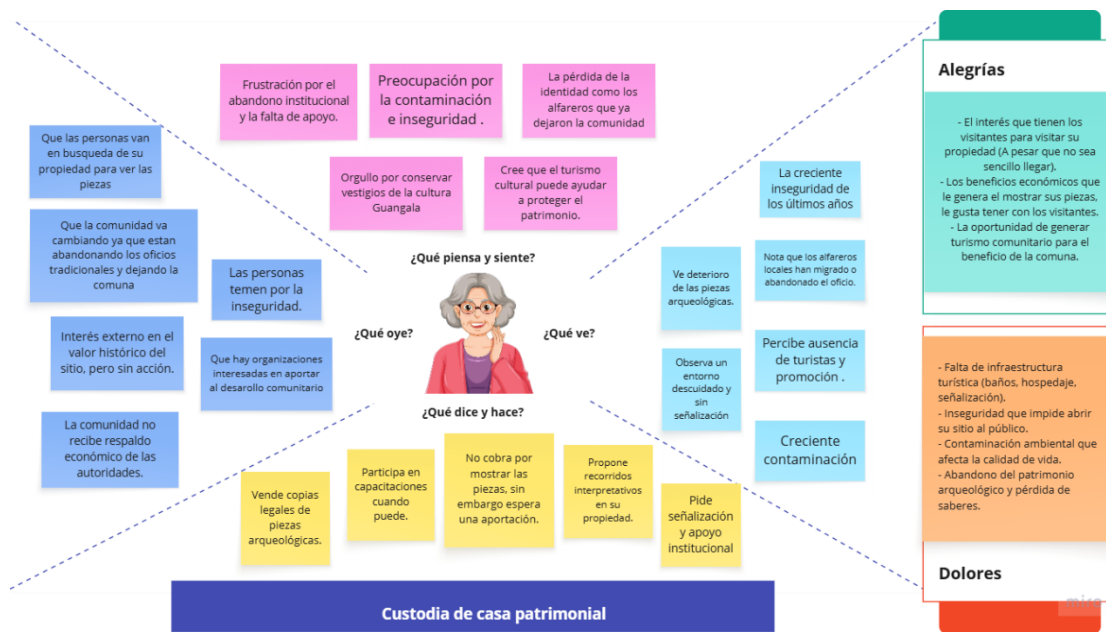 Frustración por el
abandono institucional
y la falta de apoyo.
Preocupación por
la contaminación
e inseguridad .
La pérdida de la
identidad como los
alfareros que ya
dejaron la comunidad
Orgullo por conservar
vestigios de la cultura
Guangala
Cree que el turismo
cultural puede ayudar
a proteger el
patrimonio.
¿Qué piensa y siente?
Que las personas van
en busqueda de su
propiedad para ver las
piezas
Que la comunidad va
cambiando ya que estan
abandonando los oficios
tradicionales y dejando la
comuna
Las personas
temen por la
inseguridad.
Interés externo en el
valor histórico del
sitio, pero sin acción.
Que hay organizaciones
interesadas en aportar
al desarollo comunitario
La comunidad no
recibe respaldo
económico de las
autoridades.
¿Qué oye?
¿Qué ve?
La creciente
inseguridad de
los últimos años
Ve deterioro
de las piezas
arqueológicas.
Nota que los alfareros
locales han migrado o
abandonado el oficio.
Observa un
entorno
descuidado y
sin
señalización
Percibe ausencia
de turistas y
promoción .
Creciente
contaminación
¿Qué dice y hace?
Vende copias
legales de
piezas
arqueológicas.
Participa en
capacitaciones
cuando
puede.
No cobra por
mostrar las
piezas, sin
embargo espera
una aportación.
Propone
recorridos
interpretativos
en su
propiedad.
Pide
señalización
y apoyo
institucional
Custodia de casa patrimonial
Alegrías
- El interés que tienen los
visitantes para visitar su
propiedad (A pesar que no sea
sencillo llegar).
- Los beneficios económicos que
le genera el mostrar sus piezas,
le gusta tener con los visitantes.
- La oportunidad de generar
turismo comunitario para el
beneficio de la comuna.
- Falta de infraestructura
turística (baños, hospedaje,
señalización).
- Inseguridad que impide abrir
su sitio al público.
- Contaminación ambiental que
afecta la calidad de vida.
- Abandono del patrimonio
arqueológico y pérdida de
saberes.
Dolores
miro